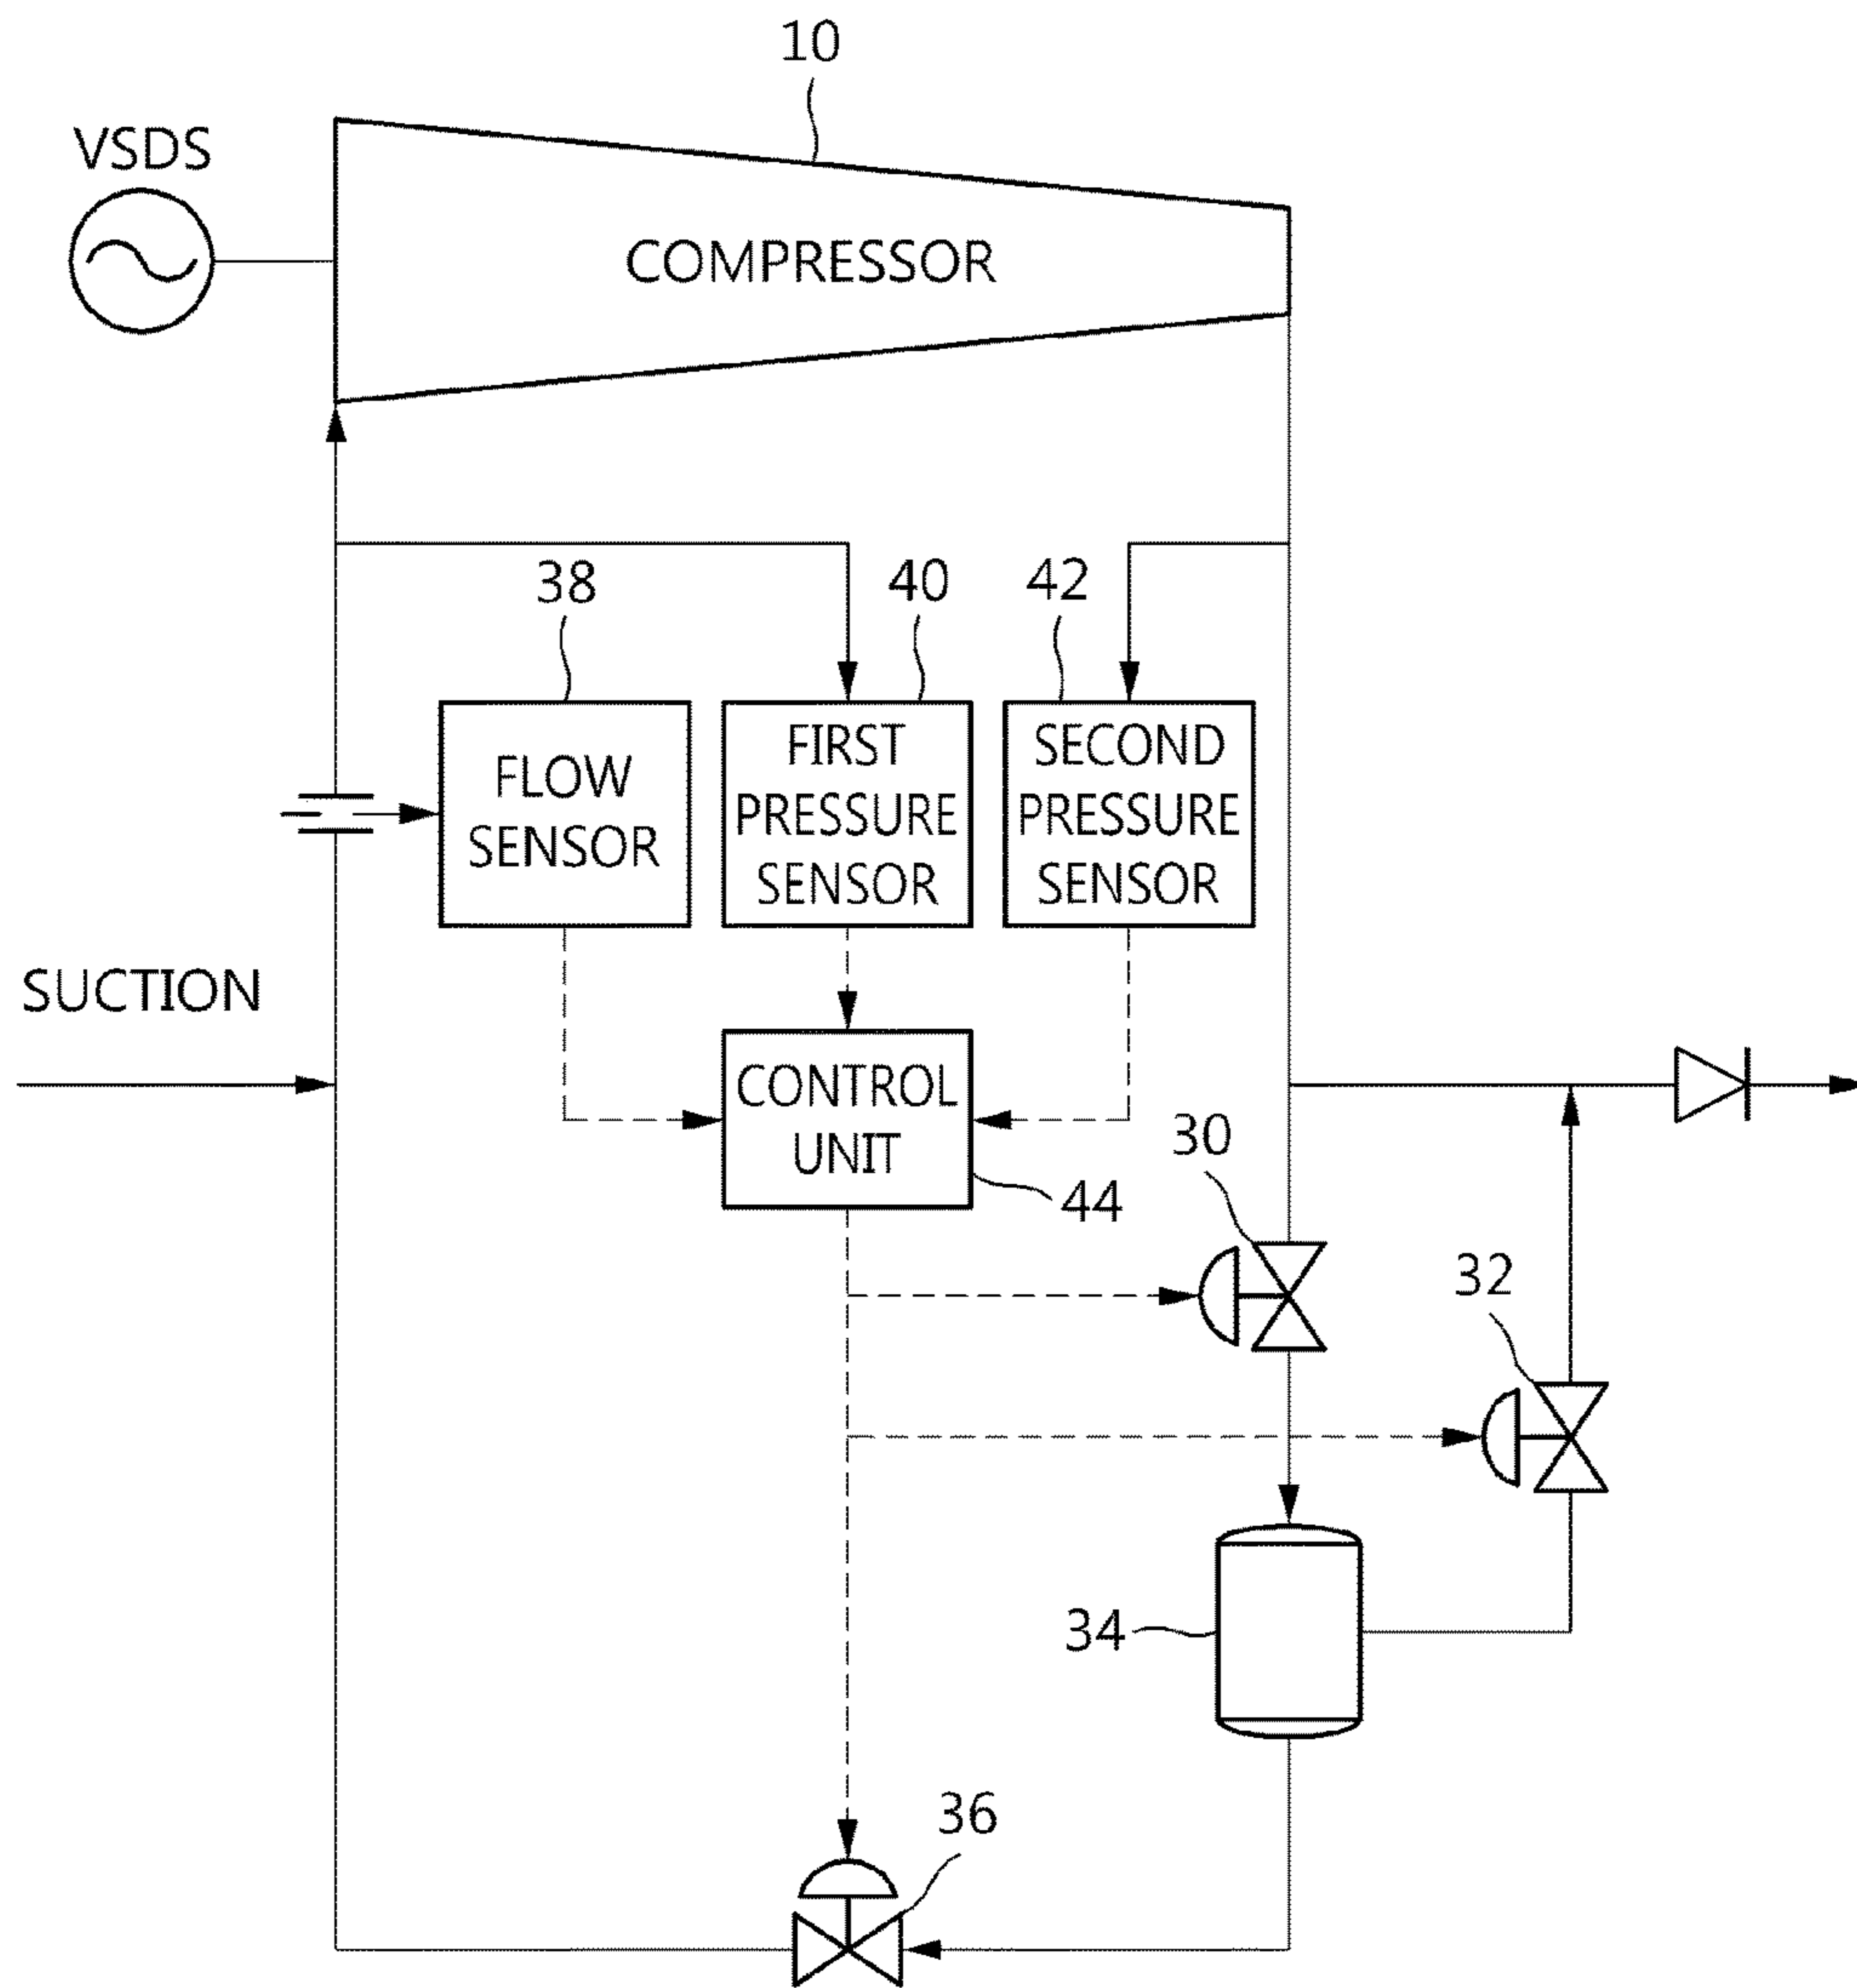 10
VSDS
COMPRESSOR
38
40
42
FLOW
SENSOR
FIRST
PRESSURE
SENSOR
SECOND
PRESSURE
SENSOR
SUCTION
CONTROL
UNIT
44
30
32
34
36